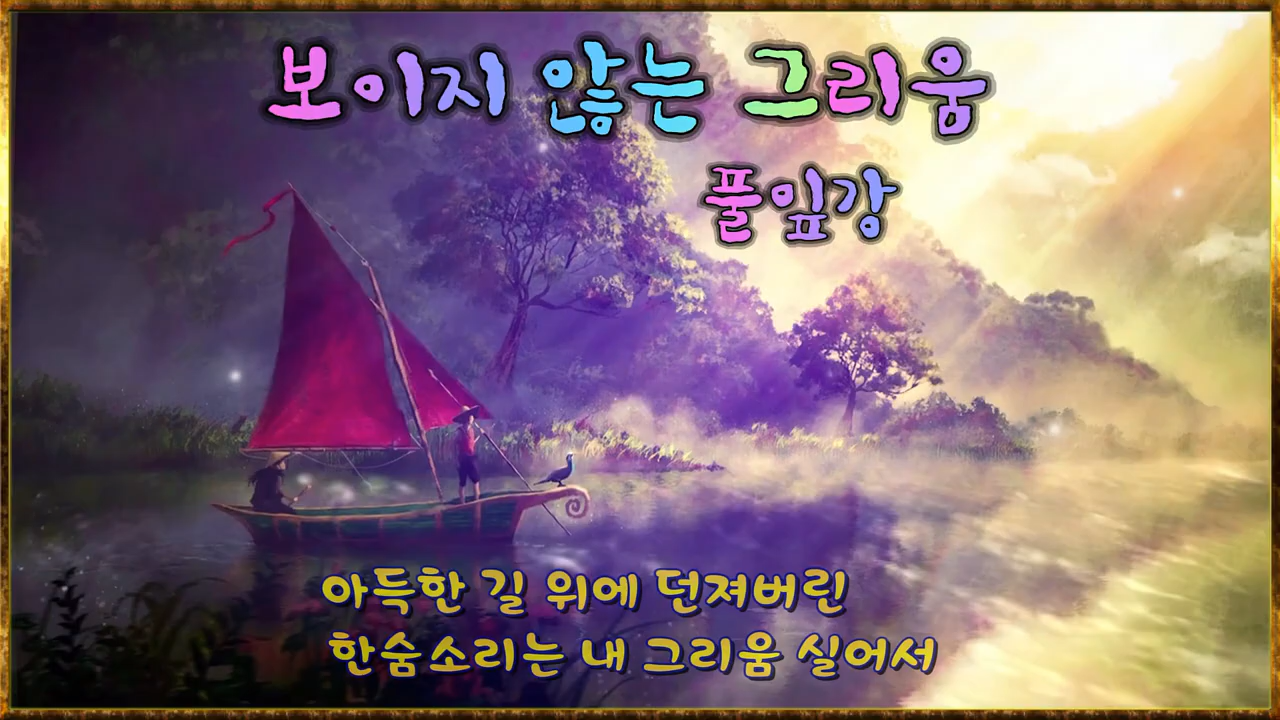 보이지 않는 그리움
풀잎강
아득한 길 위에 던져버린
한숨소리는 내 그리움 실어서